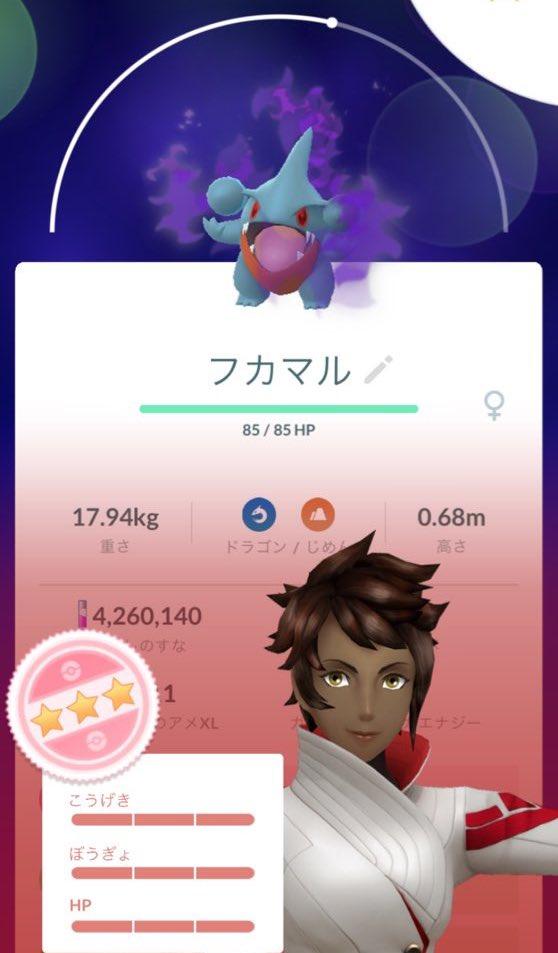 フカマル
85 / 85 HP
17.94kg
0.68m
重さ
ドラゴン / じめん
高さ
4,260,140
のすな
1
のアメXL
エナジー
こうげき
ぼうぎょ
HP